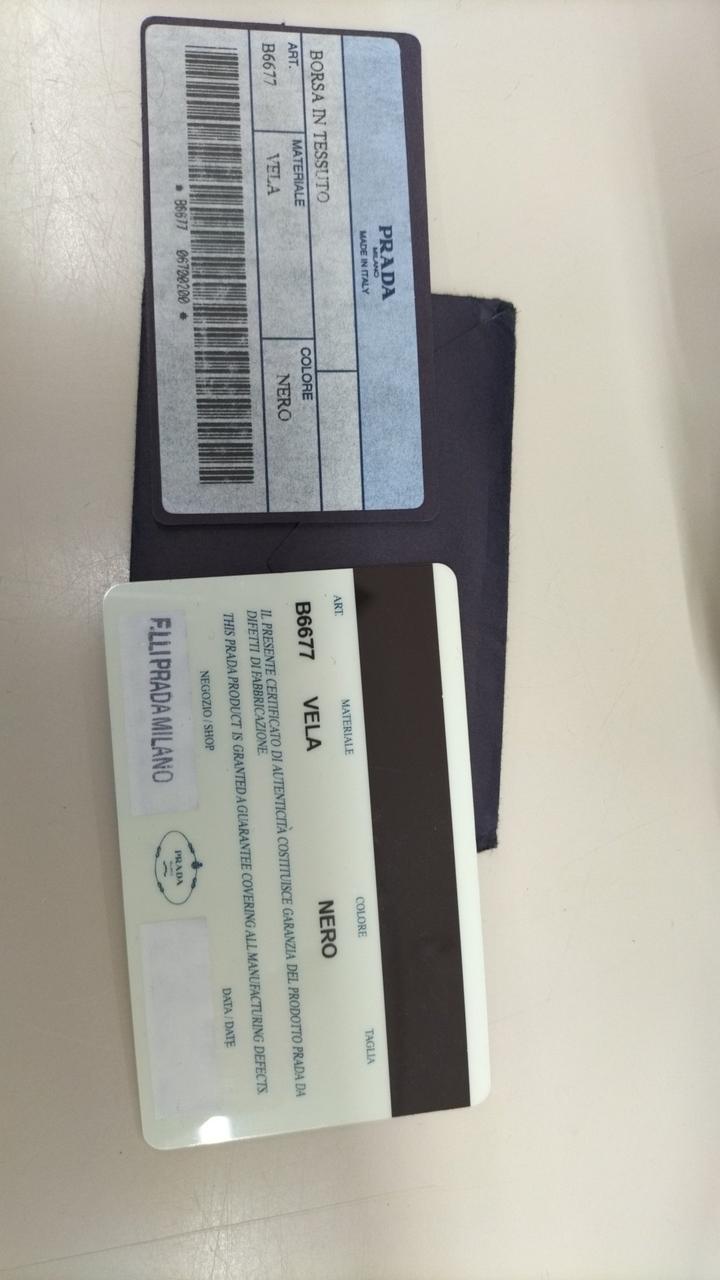 PRADA
MILANO
MADE IN ITALY
BORSA IN TESSUTO
ART. MATERIALE COLORE
B6677 VELA NERO
* B6677 06700200 *
ART. MATERIALE COLORE TAGLIA
B6677 VELA NERO
IL PRESENTE CERTIFICATO DI AUTENTICITÀ COSTITUISCE GARANZIA DEL PRODOTTO PRADA DA
DIFETTI DI FABBRICAZIONE.
THIS PRADA PRODUCT IS GRANTED A GUARANTEE COVERING ALL MANUFACTURING DEFECTS.
NEGOZIO / SHOP DATA / DATE
F.LLI PRADA MILANO
PRADA